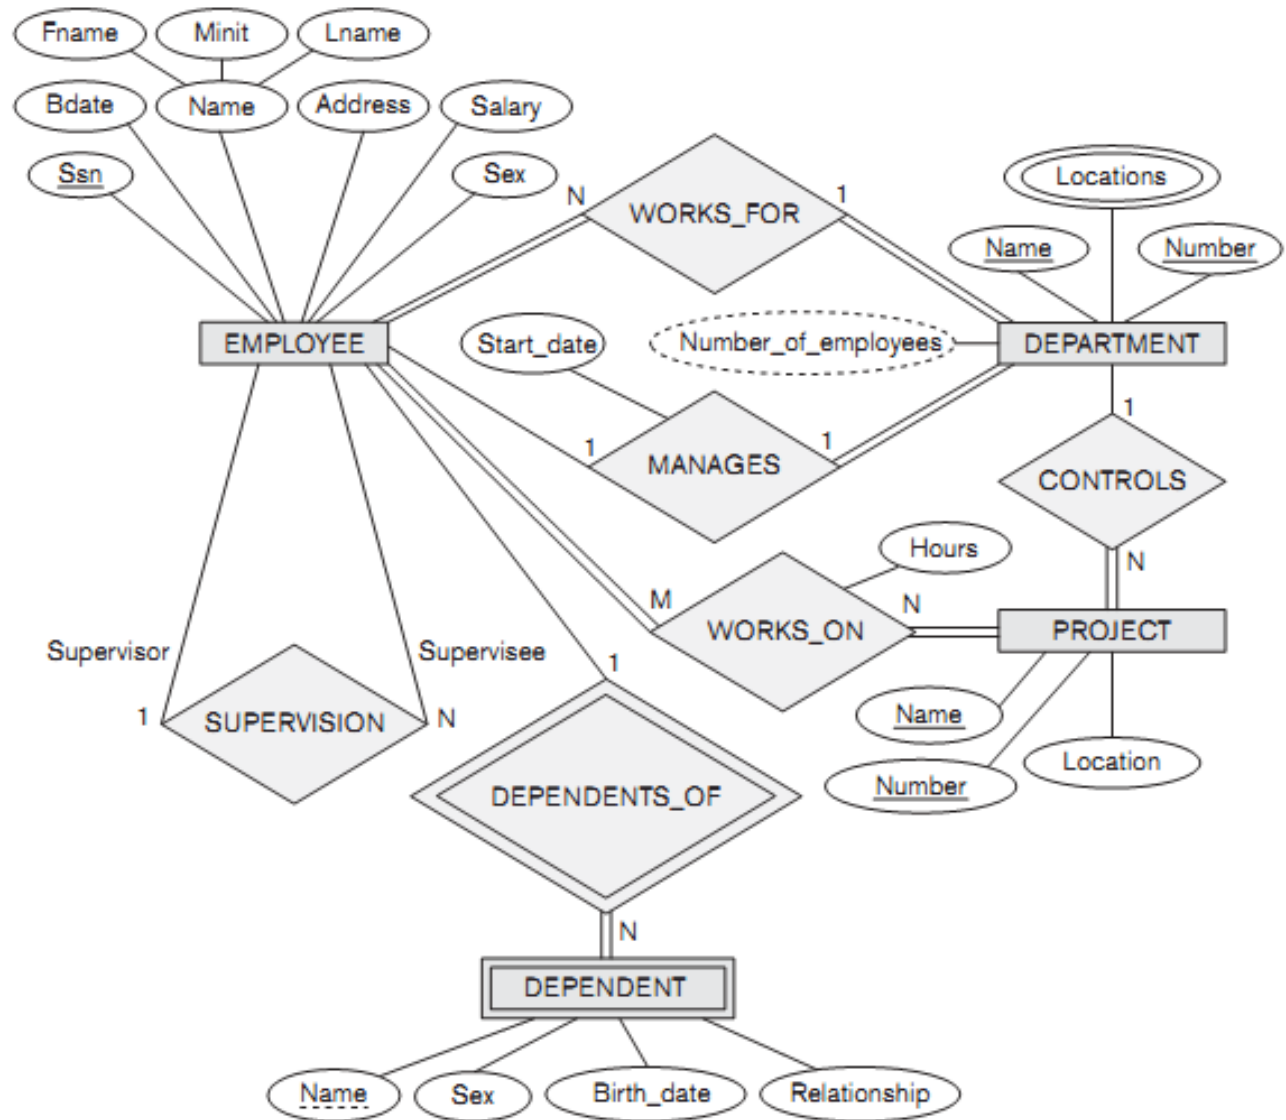 Fname
Minit
Lname
Bdate
Name
Address
Salary
Ssn
Sex
N
WORKS_FOR
1
Locations
Name
Number
EMPLOYEE
Start_date
Number_of_employees
DEPARTMENT
1
MANAGES
1
1
CONTROLS
N
Hours
M
WORKS_ON
N
PROJECT
Supervisor
Supervisee
1
1
SUPERVISION
N
Name
Number
Location
DEPENDENTS_OF
N
DEPENDENT
Name
Sex
Birth_date
Relationship